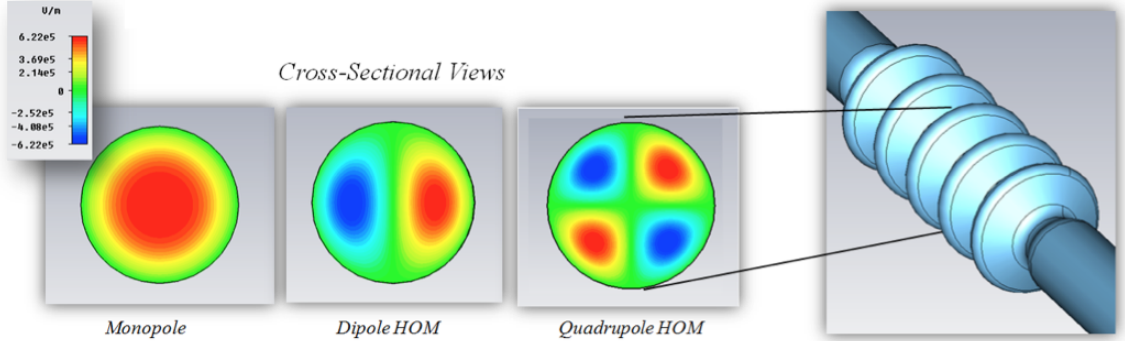 V/m
6.22e5
3.69e5
2.14e5
0
-2.52e5
-4.08e5
-6.22e5
Cross-Sectional Views
Monopole
Dipole HOM
Quadrupole HOM